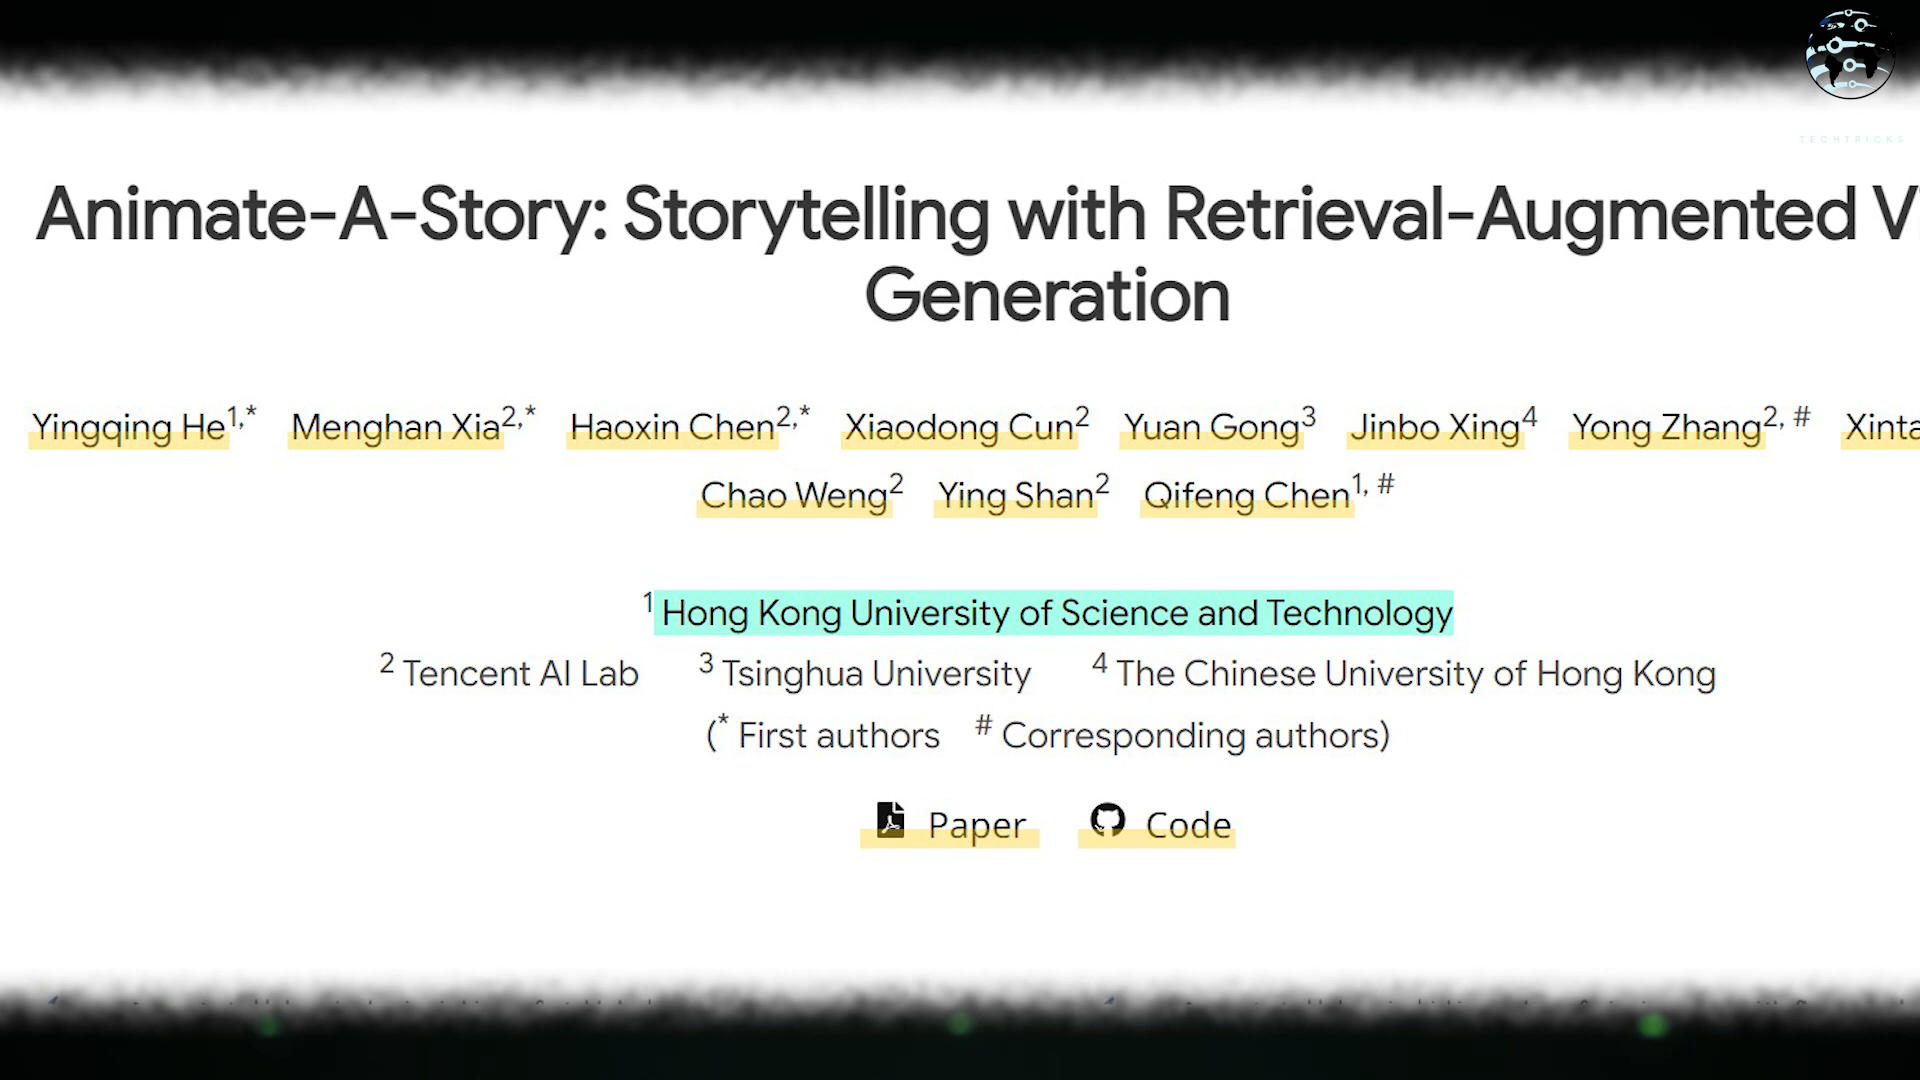 TECHTRICKS
Animate-A-Story: Storytelling with Retrieval-Augmented
Generation
Yingqing He1,* Menghan Xia2,* Haoxin Chen2,* Xiaodong Cun2 Yuan Gong3 Jinbo Xing4 Yong Zhang2, #
Chao Weng2 Ying Shan2 Qifeng Chen1, #
1 Hong Kong University of Science and Technology
2 Tencent AI Lab 3 Tsinghua University 4 The Chinese University of Hong Kong
(* First authors # Corresponding authors)
Paper Code